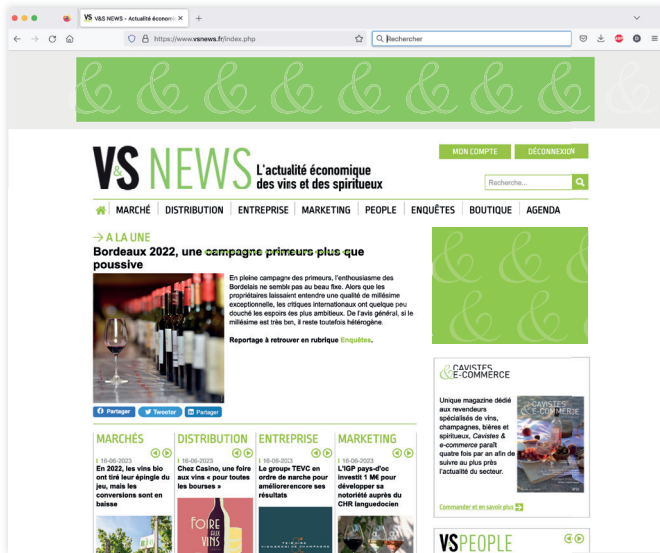 V&S NEWS - Actualité économi
https://www.vsnews.fr/index.php
Rechercher
V&S NEWS
L'actualité économique
des vins et des spiritueux
MON COMPTE
DÉCONNEXION
Recherche...
MARCHÉ
DISTRIBUTION
ENTREPRISE
MARKETING
PEOPLE
ENQUÊTES
BOUTIQUE
AGENDA
→ A LA UNE
Bordeaux 2022, une campagne primeurs plus que
poussive
En pleine campagne des primeurs, l'enthousiasme des
Bordelais ne semble pas au beau fixe. Alors que les
propriétaires laissaient entendre une qualité de millésime
exceptionnelle, les critiques internationaux ont quelque peu
douché les espoirs des plus ambitieux. De l'avis général, si le
millésime est très bon, il reste toutefois hétérogène.
Reportage à retrouver en rubrique Enquêtes.
Partager
Tweeter
Partager
& CAVISTES
E-COMMERCE
Unique magazine dédié
aux revendeurs
spécialisés de vins,
champagnes, bières et
spiritueux, Cavistes &
e-commerce paraît
quatre fois par an afin de
suivre au plus près
l'actualité du secteur.
CAVISTES
& E-COMMERCE
Commander et en savoir plus
MARCHÉS
16-06-2023
En 2022, les vins bio
ont tiré leur épingle du
jeu, mais les
conversions sont en
baisse
DISTRIBUTION
16-06-2023
Chez Casino, une foire
aux vins « pour toutes
les bourses »
FOIRE
AUX
VINS
ENTREPRISE
16-06-2023
Le groupe TEVC en
ordre de marche pour
améliorer encore ses
résultats
MARKETING
16-06-2023
L'IGP pays-d'oc
investit 1 M€ pour
développer sa
notoriété auprès du
CHR languedocien
VSPEOPLE